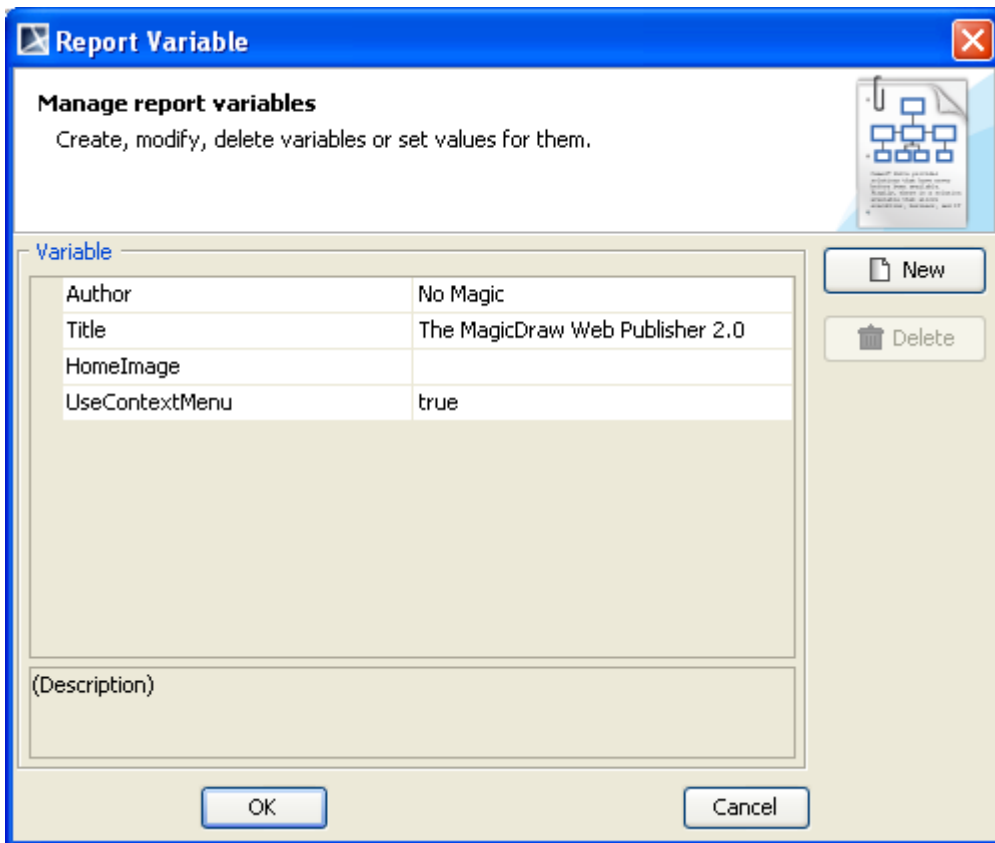 Report Variable
Manage report variables
Create, modify, delete variables or set values for them.
Variable
Author No Magic
Title The MagicDraw Web Publisher 2.0
HomeImage
UseContextMenu true
New
Delete
(Description)
OK Cancel